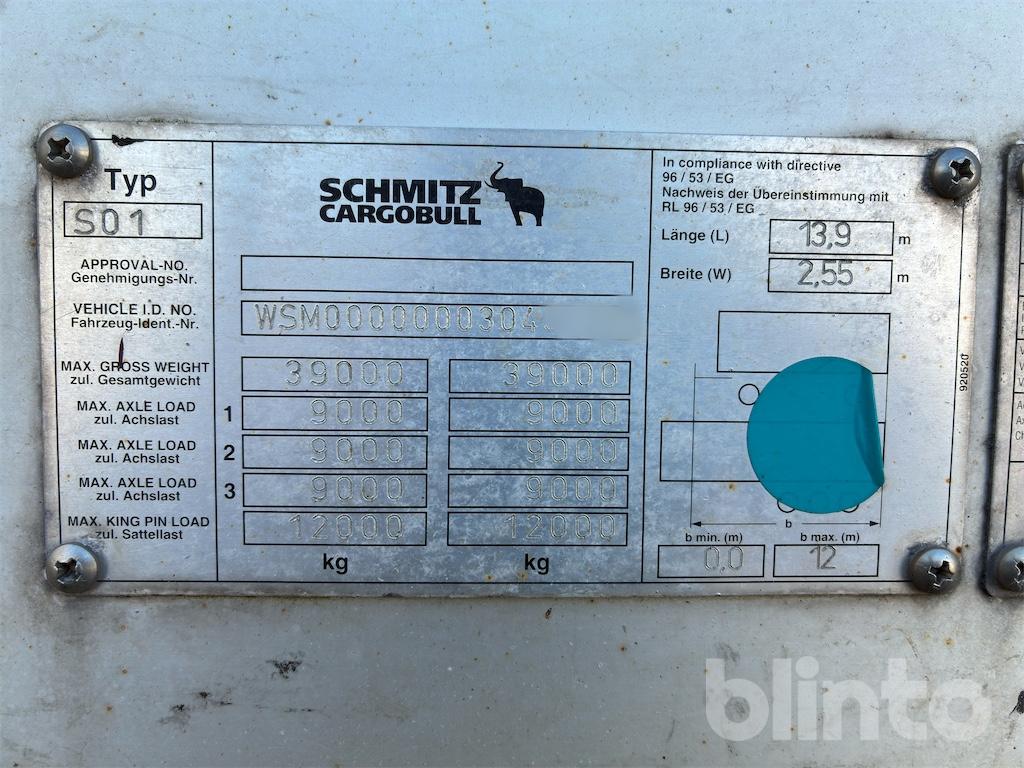 Typ
S01
SCHMITZ
CARGOBULL
In compliance with directive
96 / 53 / EG
Nachweis der Übereinstimmung mit
RL 96 / 53 / EG
Länge (L) 13,9 m
Breite (W) 2,55 m
APPROVAL-NO.
Genehmigungs-Nr.
VEHICLE I.D. NO.
Fahrzeug-Ident.-Nr.
MAX. GROSS WEIGHT
zul. Gesamtgewicht
39000 39000
MAX. AXLE LOAD
zul. Achslast
1 9000 9000
MAX. AXLE LOAD
zul. Achslast
2 9000 9000
MAX. AXLE LOAD
zul. Achslast
3 9000 9000
MAX. KING PIN LOAD
zul. Sattellast
12000 12000
kg kg
b
b min. (m) b max. (m)
0,0 12
920520
blinto